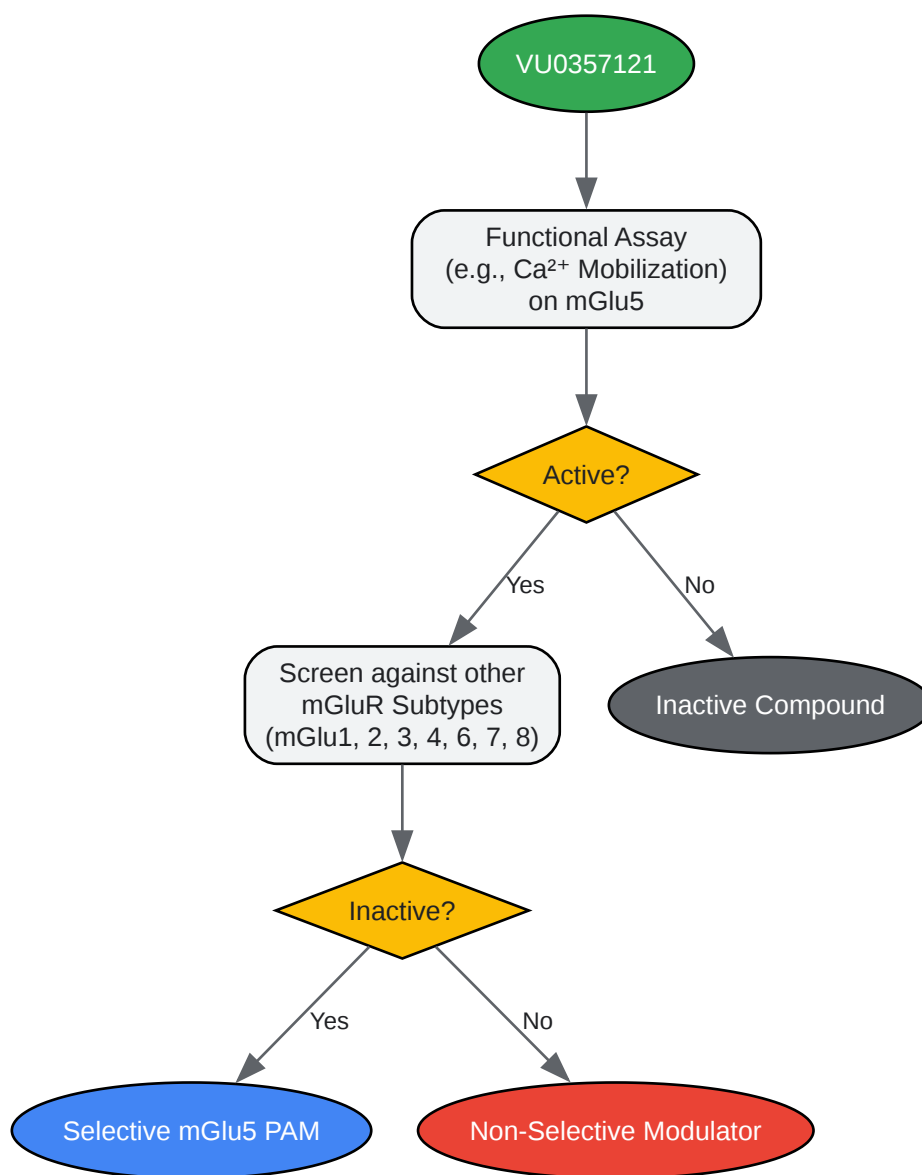 VU0357121
Functional Assay
(e.g., Ca²⁺ Mobilization)
on mGlu5
Active?
Yes
No
Screen against other
mGluR Subtypes
(mGlu1, 2, 3, 4, 6, 7, 8)
Inactive Compound
Inactive?
Yes
No
Selective mGlu5 PAM
Non-Selective Modulator